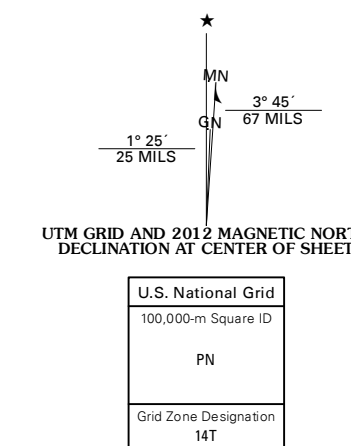 ★
MN
3° 45´
67 MILS
GN
1° 25´
25 MILS
UTM GRID AND 2012 MAGNETIC NORT
DECLINATION AT CENTER OF SHEET
U.S. National Grid
100,000-m Square ID
PN
Grid Zone Designation
14T